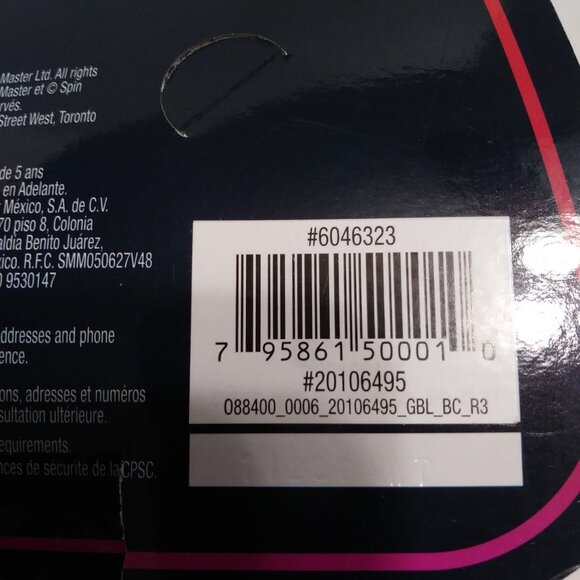 Master Ltd. All rights
Master et © Spin
rvés.
Street West, Toronto
de 5 ans
en Adelante.
México, S.A. de C.V.
70 piso 8, Colonia
aldía Benito Juárez,
xico. R.F.C. SMM050627V48
9530147
ddresses and phone
ence.
ons, adresses et numéros
sultation ultérieure.
equirements.
nces de sécurité de la CPSC.
#6046323
7 95861 50001 0
#20106495
088400_0006_20106495_GBL_BC_R3